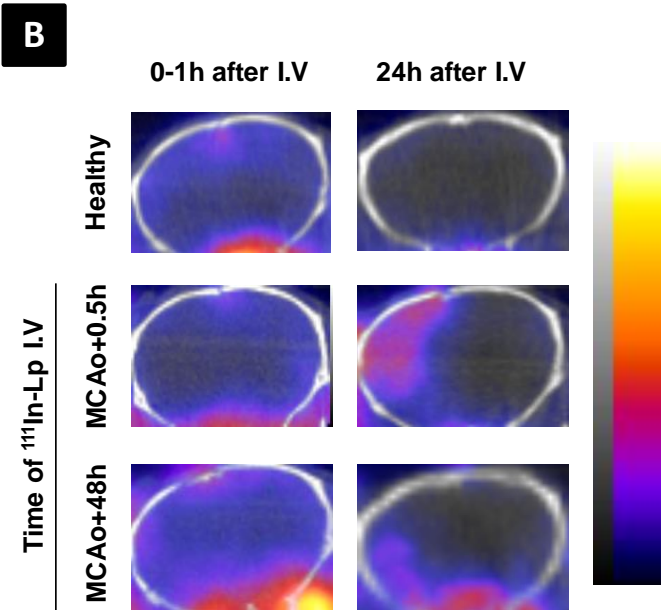 B
0-1h after I.V
24h after I.V
Healthy
Time of ¹¹¹In-Lp I.V
MCAo+0.5h
MCAo+48h